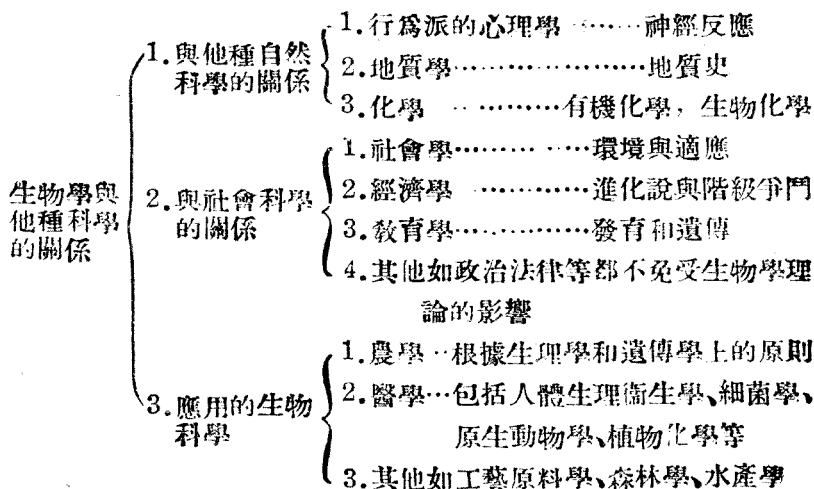 生物學與
他種科學
的關係
1.與他種自然
科學的關係
1.行爲派的心理學……神經反應
2.地質學…………………地質史
3.化學…………有機化學，生物化學
2.與社會科學
的關係
1.社會學…………環境與適應
2.經濟學…………進化說與階級爭鬥
3.教育學…………發育和遺傳
4.其他如政治法律等都不免受生物學理
論的影響
3.應用的生物
科學
1.農學…根據生理學和遺傳學上的原則
2.醫學…包括人體生理衞生學、細菌學、
原生動物學、植物化學等
3.其他如工藝原料學、森林學、水產學